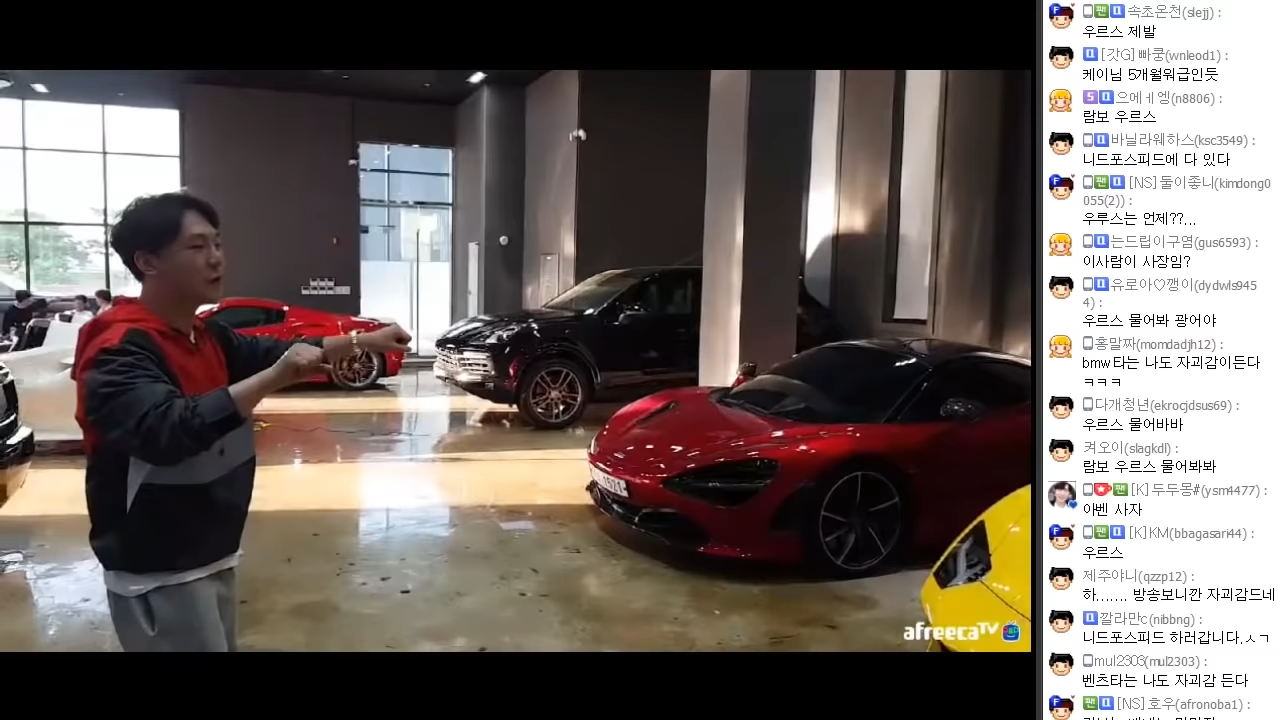 속초온천(slejj) :
우르스 제발
[갓G] 빠쿵(wnleod1) :
케이님 5개월워급인듯
으에ㅔ엥(n8806) :
람보 우르스
바닐라웨하스(ksc3549) :
니드포스피드에 다 있다
[NS] 둘이좋니(kimdong0
055(2)) :
우루스는 언제??...
는드립이구염(gus6593) :
이사람이 사장임?
유로아♡깽이(dydwls945
4) :
우르스 물어봐 광어야
홍말짜(momdadjh12) :
bmw타는 나도 자괴감이든다
ㅋㅋㅋ
다개청년(ekrocjdsus69) :
우르스 물어바바
켜오이(slagkdl) :
람보 우르스 물어봐봐
[K] 두두몽#(ysm4477) :
아벤 사자
[K]KM(bbagasari44) :
우르스
제주야니(qzzp12) :
하....... 방송보니깐 자괴감드네
깔라만c(nibbng) :
니드포스피드 하러갑니다.ㅅㄱ
mul2303(mul2303) :
벤츠타는 나도 자괴감 든다
[NS] 호우(afronoba1) :
afreecaTV